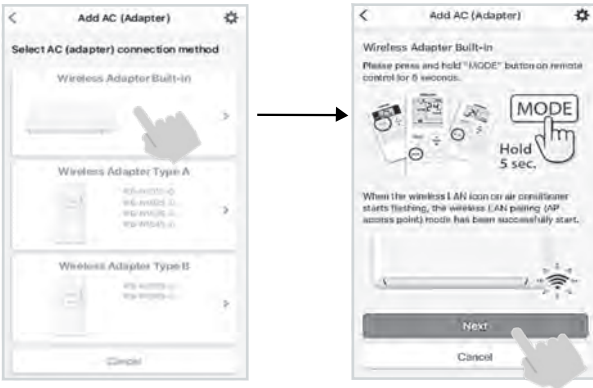 Add AC (Adapter)
Select AC (adapter) connection method
Wireless Adapter Built-in
Wireless Adapter Type A
Wireless Adapter Type B
Cancel
Add AC (Adapter)
Wireless Adapter Built-in
Please press and hold "MODE" button on remote
control for 5 seconds.
MODE
Hold
5 sec.
When the wireless LAN icon on air conditioner
starts flashing, the wireless LAN pairing (AP
access point) mode has been successfully start.
Next
Cancel